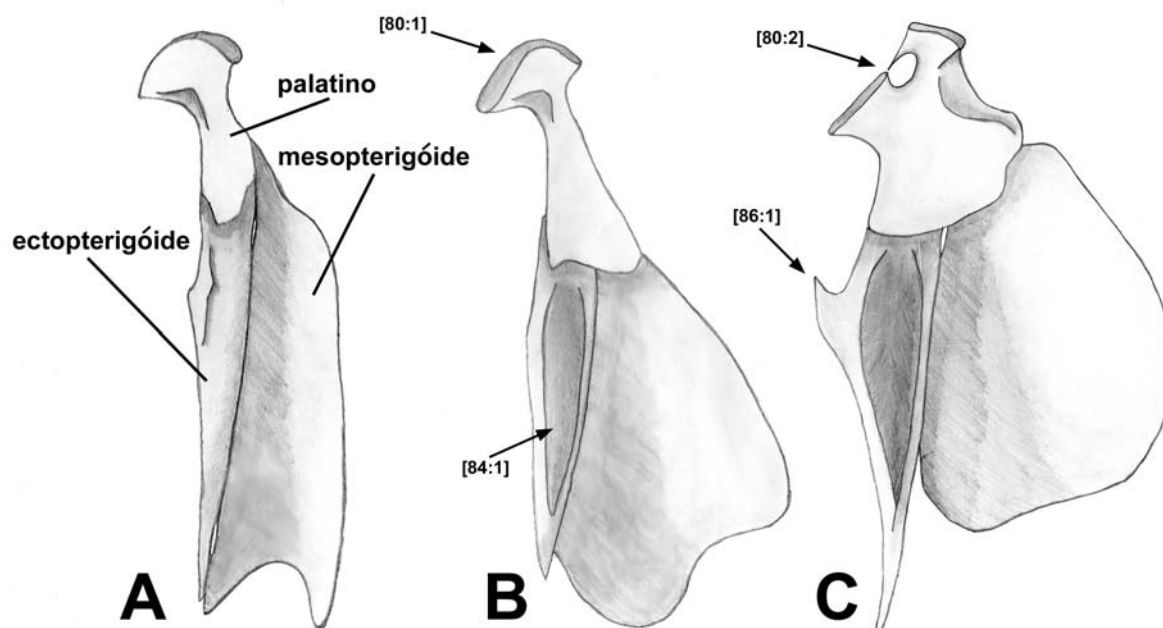 [80:1]
[80:2]
palatino
mesopterigóide
[86:1]
ectopterigóide
[84:1]
A
B
C